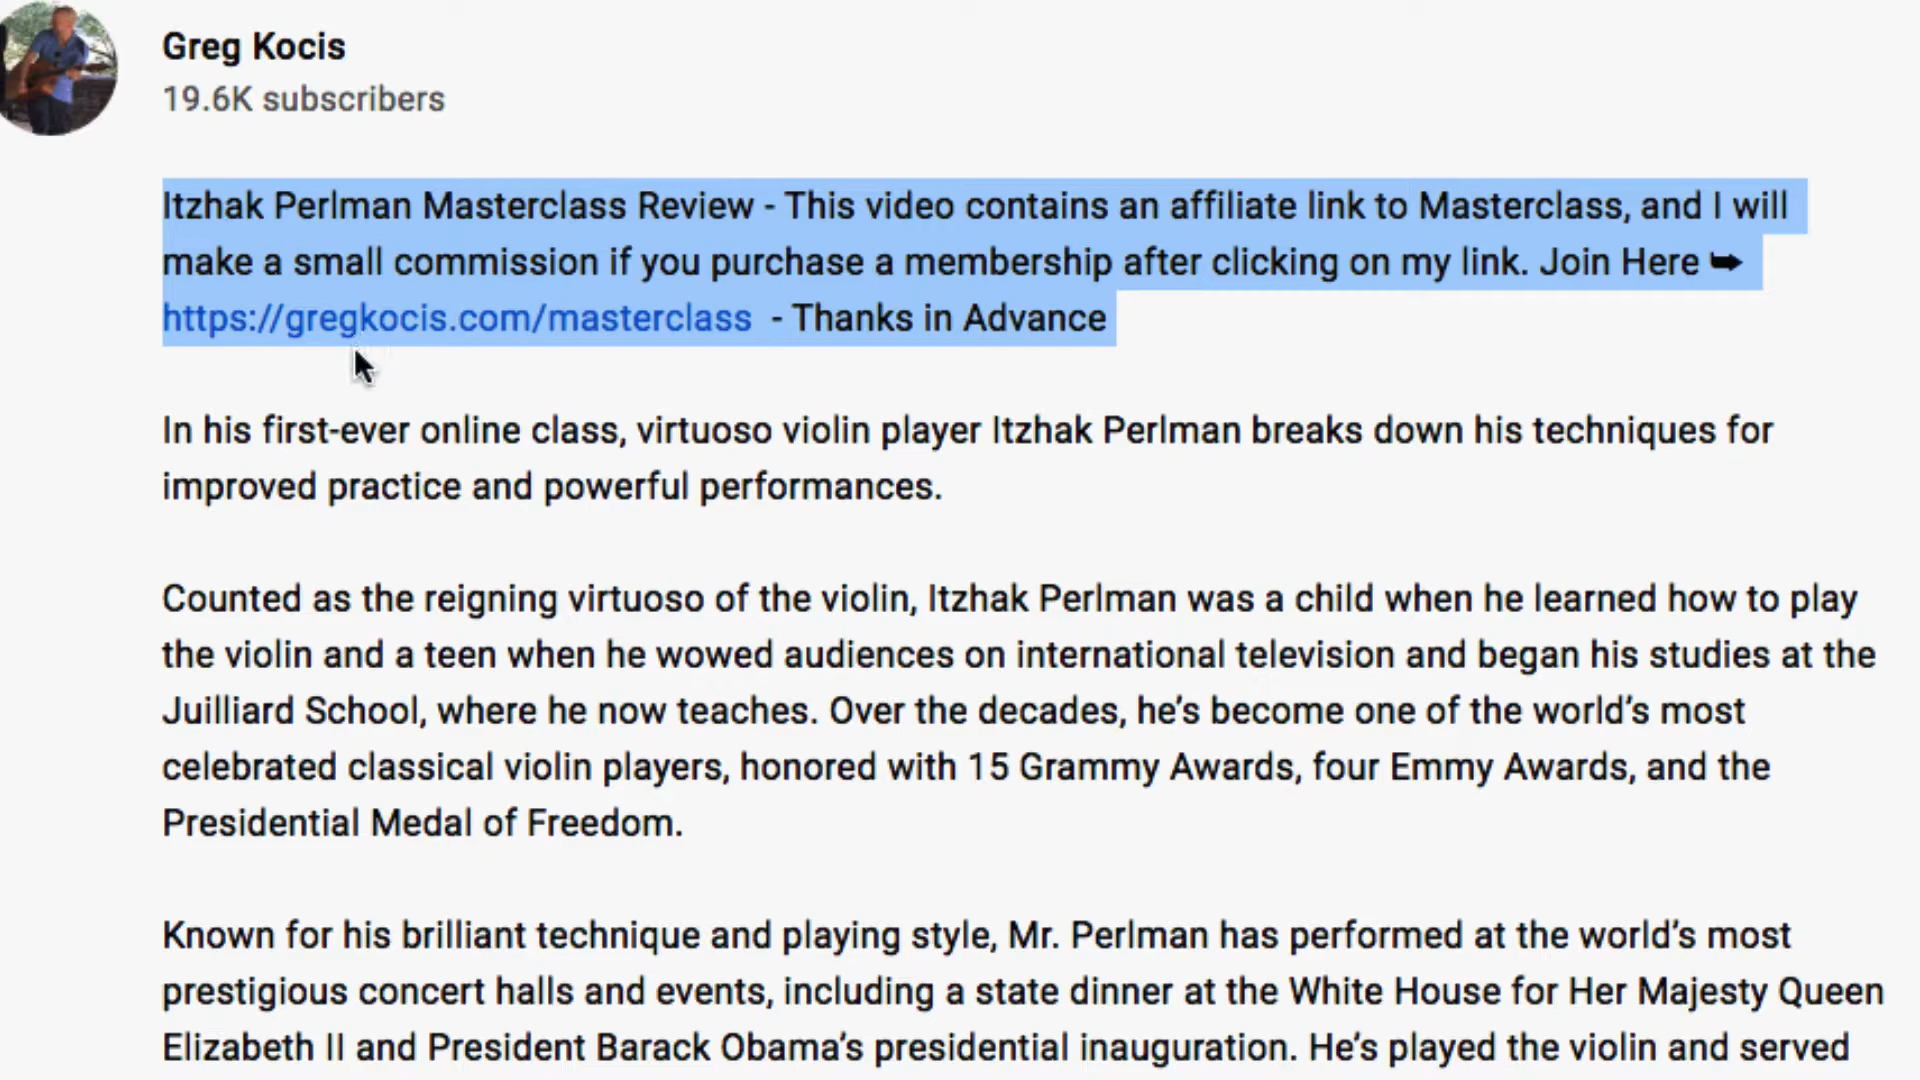 Greg Kocis
19.6K subscribers
Itzhak Perlman Masterclass Review - This video contains an affiliate link to Masterclass, and I will
make a small commission if you purchase a membership after clicking on my link. Join Here ➥
https://gregkocis.com/masterclass - Thanks in Advance
In his first-ever online class, virtuoso violin player Itzhak Perlman breaks down his techniques for
improved practice and powerful performances.
Counted as the reigning virtuoso of the violin, Itzhak Perlman was a child when he learned how to play
the violin and a teen when he wowed audiences on international television and began his studies at the
Juilliard School, where he now teaches. Over the decades, he’s become one of the world’s most
celebrated classical violin players, honored with 15 Grammy Awards, four Emmy Awards, and the
Presidential Medal of Freedom.
Known for his brilliant technique and playing style, Mr. Perlman has performed at the world’s most
prestigious concert halls and events, including a state dinner at the White House for Her Majesty Queen
Elizabeth II and President Barack Obama’s presidential inauguration. He’s played the violin and served